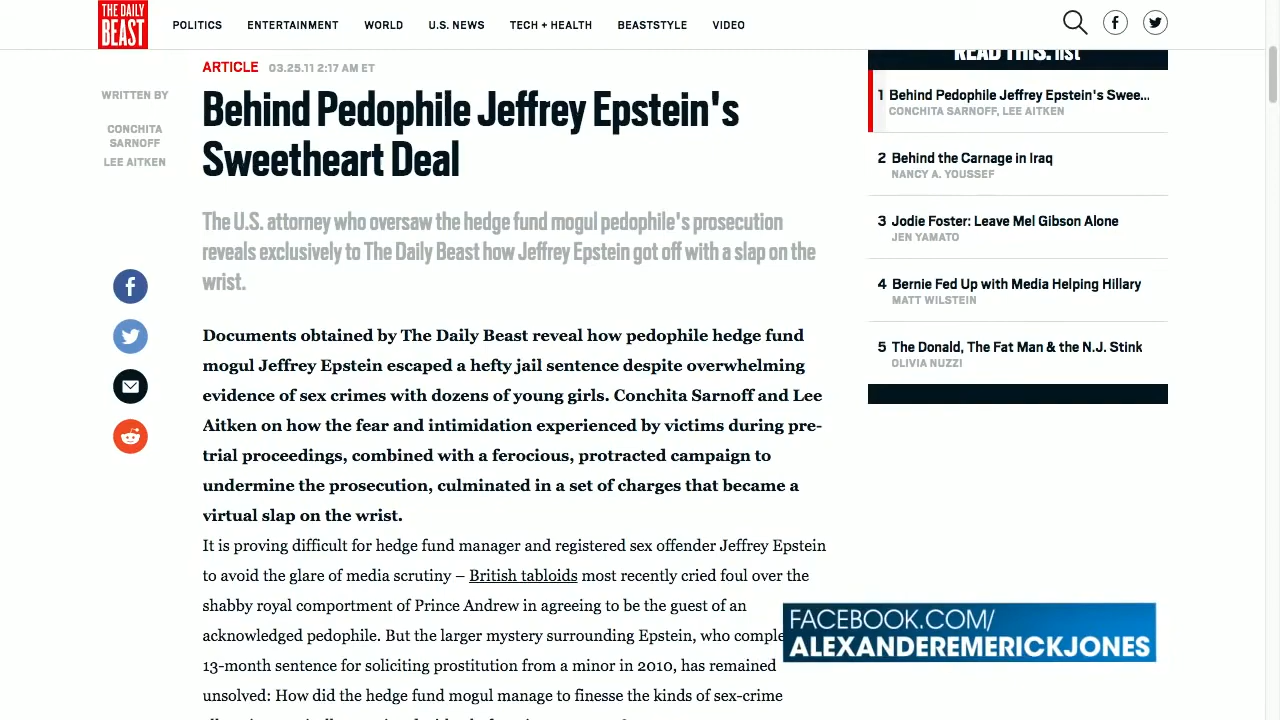 THE DAILY
BEAST
POLITICS
ENTERTAINMENT
WORLD
U.S. NEWS
TECH + HEALTH
BEASTSTYLE
VIDEO
ARTICLE 03.25.11 2:17 AM ET
WRITTEN BY
CONCHITA
SARNOFF
LEE AITKEN
Behind Pedophile Jeffrey Epstein's
Sweetheart Deal
The U.S. attorney who oversaw the hedge fund mogul pedophile's prosecution
reveals exclusively to The Daily Beast how Jeffrey Epstein got off with a slap on the
wrist.
Documents obtained by The Daily Beast reveal how pedophile hedge fund
mogul Jeffrey Epstein escaped a hefty jail sentence despite overwhelming
evidence of sex crimes with dozens of young girls. Conchita Sarnoff and Lee
Aitken on how the fear and intimidation experienced by victims during pre-
trial proceedings, combined with a ferocious, protracted campaign to
undermine the prosecution, culminated in a set of charges that became a
virtual slap on the wrist.
It is proving difficult for hedge fund manager and registered sex offender Jeffrey Epstein
to avoid the glare of media scrutiny – British tabloids most recently cried foul over the
shabby royal comportment of Prince Andrew in agreeing to be the guest of an
acknowledged pedophile. But the larger mystery surrounding Epstein, who comple
13-month sentence for soliciting prostitution from a minor in 2010, has remained
unsolved: How did the hedge fund mogul manage to finesse the kinds of sex-crime
READ THIS. list
1 Behind Pedophile Jeffrey Epstein's Swee...
CONCHITA SARNOFF, LEE AITKEN
2 Behind the Carnage in Iraq
NANCY A. YOUSSEF
3 Jodie Foster: Leave Mel Gibson Alone
JEN YAMATO
4 Bernie Fed Up with Media Helping Hillary
MATT WILSTEIN
5 The Donald, The Fat Man & the N.J. Stink
OLIVIA NUZZI
FACEBOOK.COM/
ALEXANDEREMERICKJONES